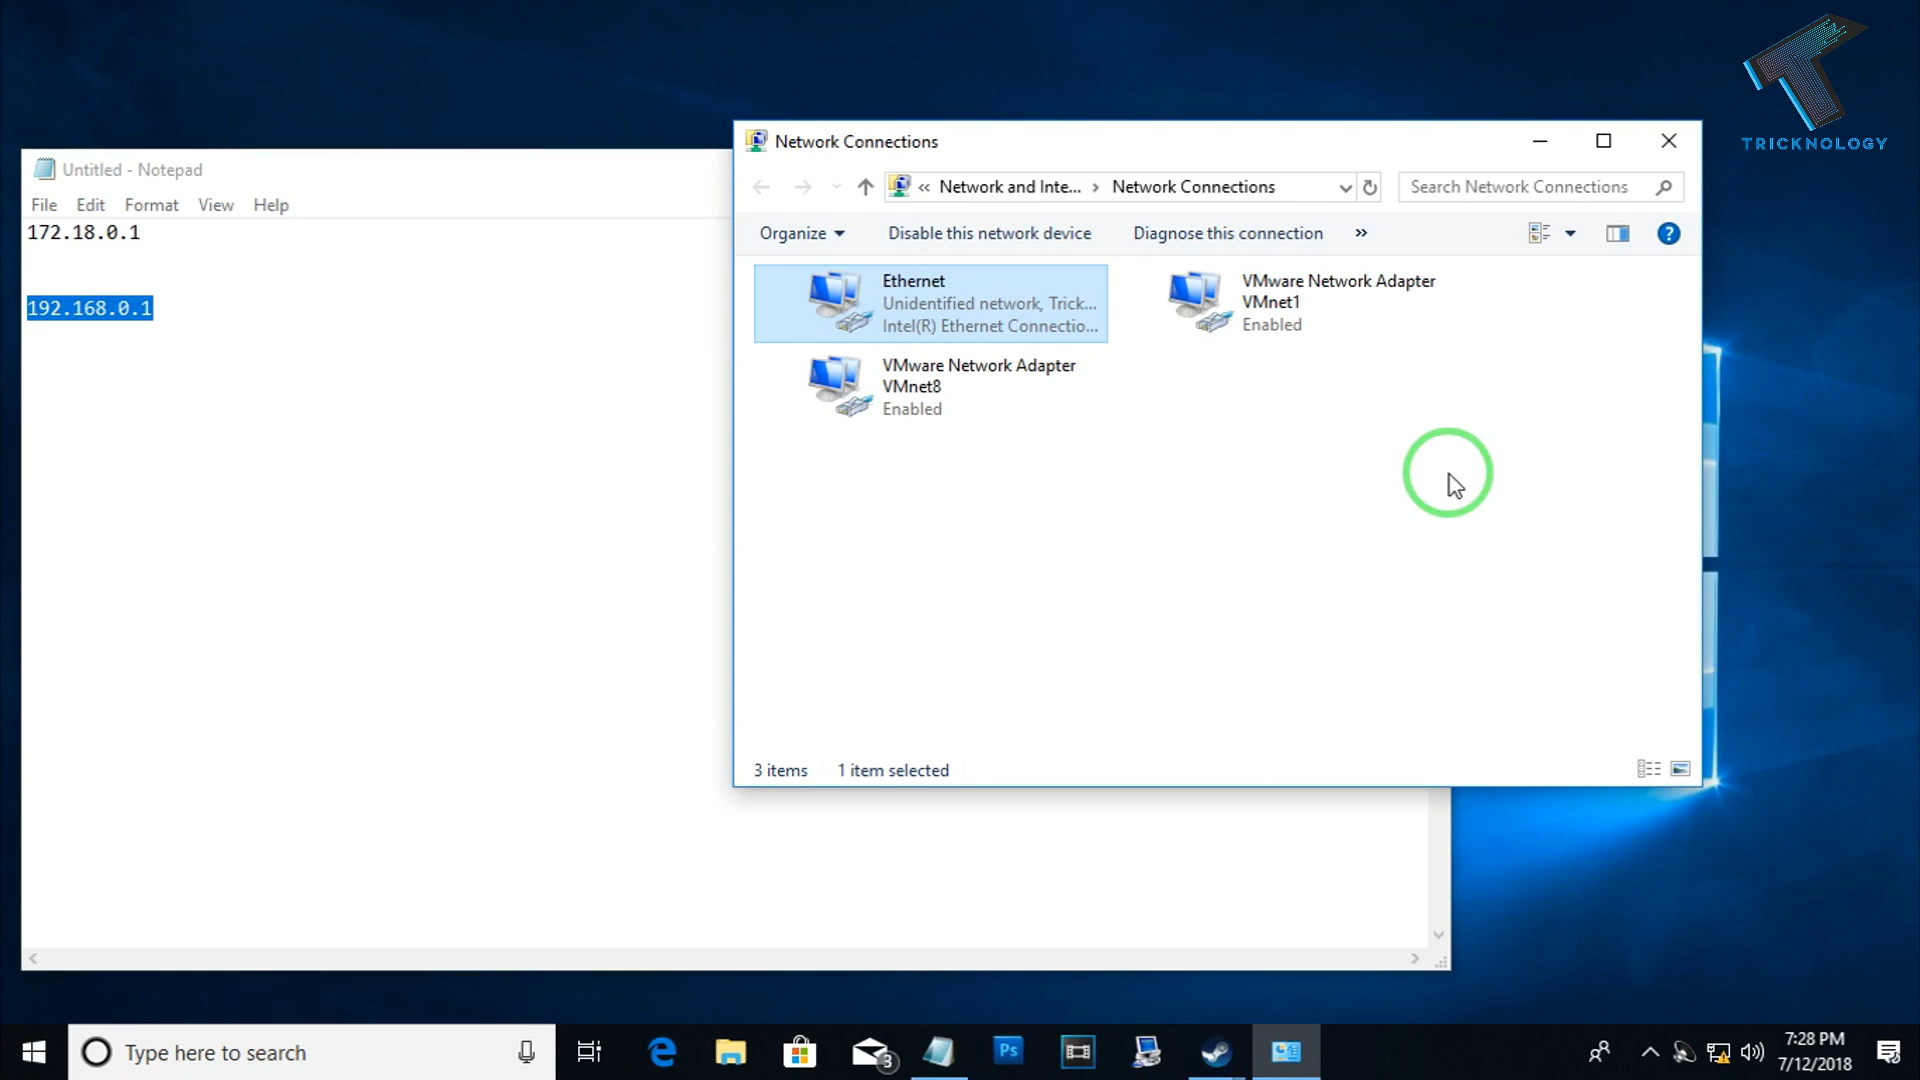 TRICKNOLOGY
Network Connections
Network and Inte...
Network Connections
Search Network Connections
Organize
Disable this network device
Diagnose this connection
»
Ethernet
Unidentified network, Trick...
Intel(R) Ethernet Connectio...
VMware Network Adapter
VMnet1
Enabled
VMware Network Adapter
VMnet8
Enabled
3 items
1 item selected
Untitled - Notepad
File
Edit
Format
View
Help
172.18.0.1
192.168.0.1
Type here to search
3
Ps
7:28 PM
7/12/2018